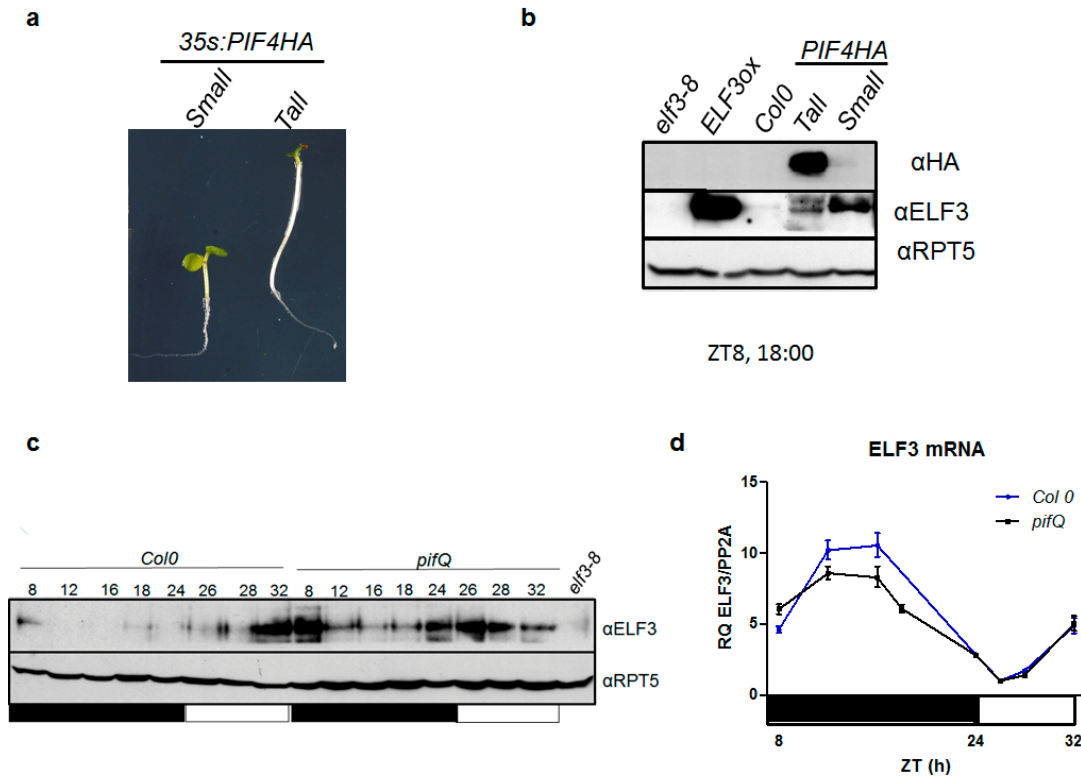 a
35s:PIF4HA
Small
Tall
b
PIF4HA
elf3-8
ELF3ox
Col0
Tall
Small
αHA
αELF3
αRPT5
ZT8, 18:00
c
Col0
pifQ
8 12 16 18 24 26 28 32 8 12 16 18 24 26 28 32 elf3-8
αELF3
αRPT5
d
ELF3 mRNA
RQ ELF3/PP2A
15
10
5
0
Col 0
pifQ
8 24 32
ZT (h)